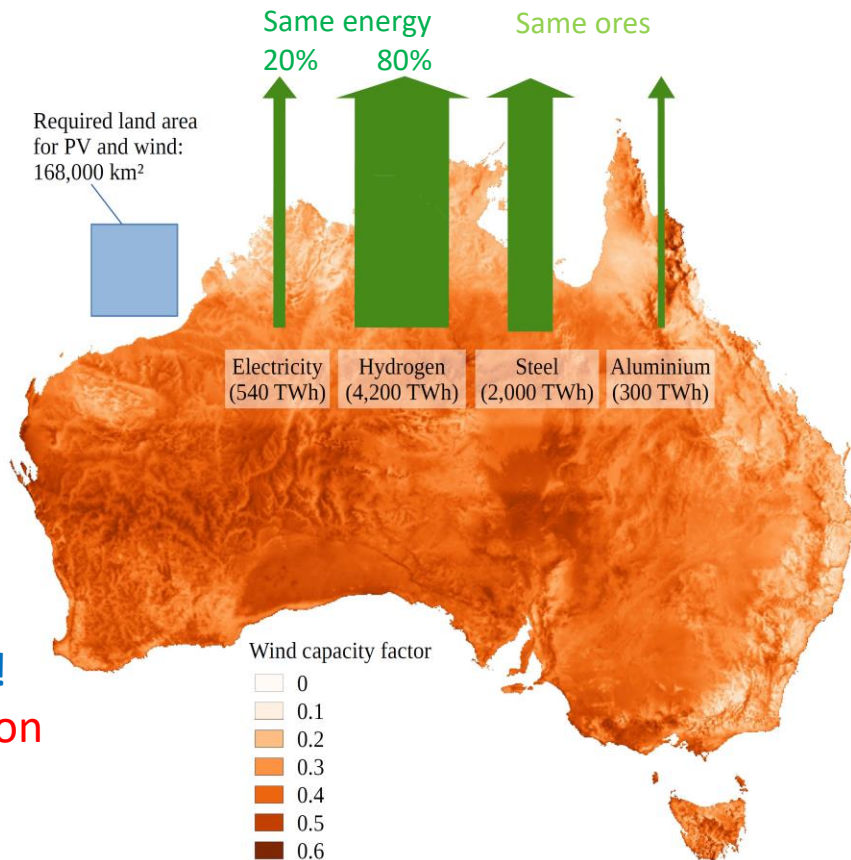 Same energy
20% 80%
Same ores
Required land area
for PV and wind:
168,000 km²
Electricity
(540 TWh)
Hydrogen
(4,200 TWh)
Steel
(2,000 TWh)
Aluminium
(300 TWh)
!
on
Wind capacity factor
0
0.1
0.2
0.3
0.4
0.5
0.6